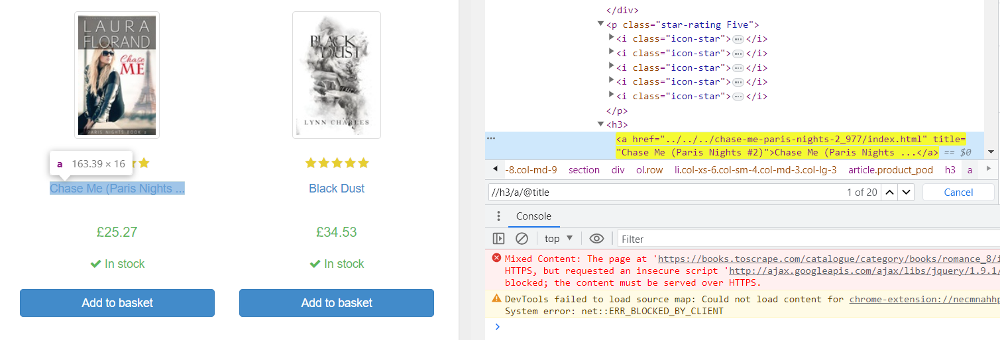 LAURA
FLORAND
Chase
ME
PARIS NIGHTS BOOK 2
BLACK
DUST
LYNN CHARLES
a 163.39 × 16
Chase Me (Paris Nights ...
Black Dust
£25.27
£34.53
In stock
In stock
Add to basket
Add to basket
</div>
<p class="star-rating Five">
<i class="icon-star">…</i>
<i class="icon-star">…</i>
<i class="icon-star">…</i>
<i class="icon-star">…</i>
<i class="icon-star">…</i>
</p>
<h3>
<a href="../../../chase-me-paris-nights-2_977/index.html" title=
"Chase Me (Paris Nights #2)">Chase Me (Paris Nights ...</a> == $0
-8.col-md-9 section div ol.row li.col-xs-6.col-sm-4.col-md-3.col-lg-3 article.product_pod h3 a
//h3/a/@title 1 of 20 Cancel
Console
top Filter
Mixed Content: The page at 'https://books.toscrape.com/catalogue/category/books/romance_8/i
HTTPS, but requested an insecure script 'http://ajax.googleapis.com/ajax/libs/jquery/1.9.1/
blocked; the content must be served over HTTPS.
DevTools failed to load source map: Could not load content for chrome-extension://necmnahhp
System error: net::ERR_BLOCKED_BY_CLIENT